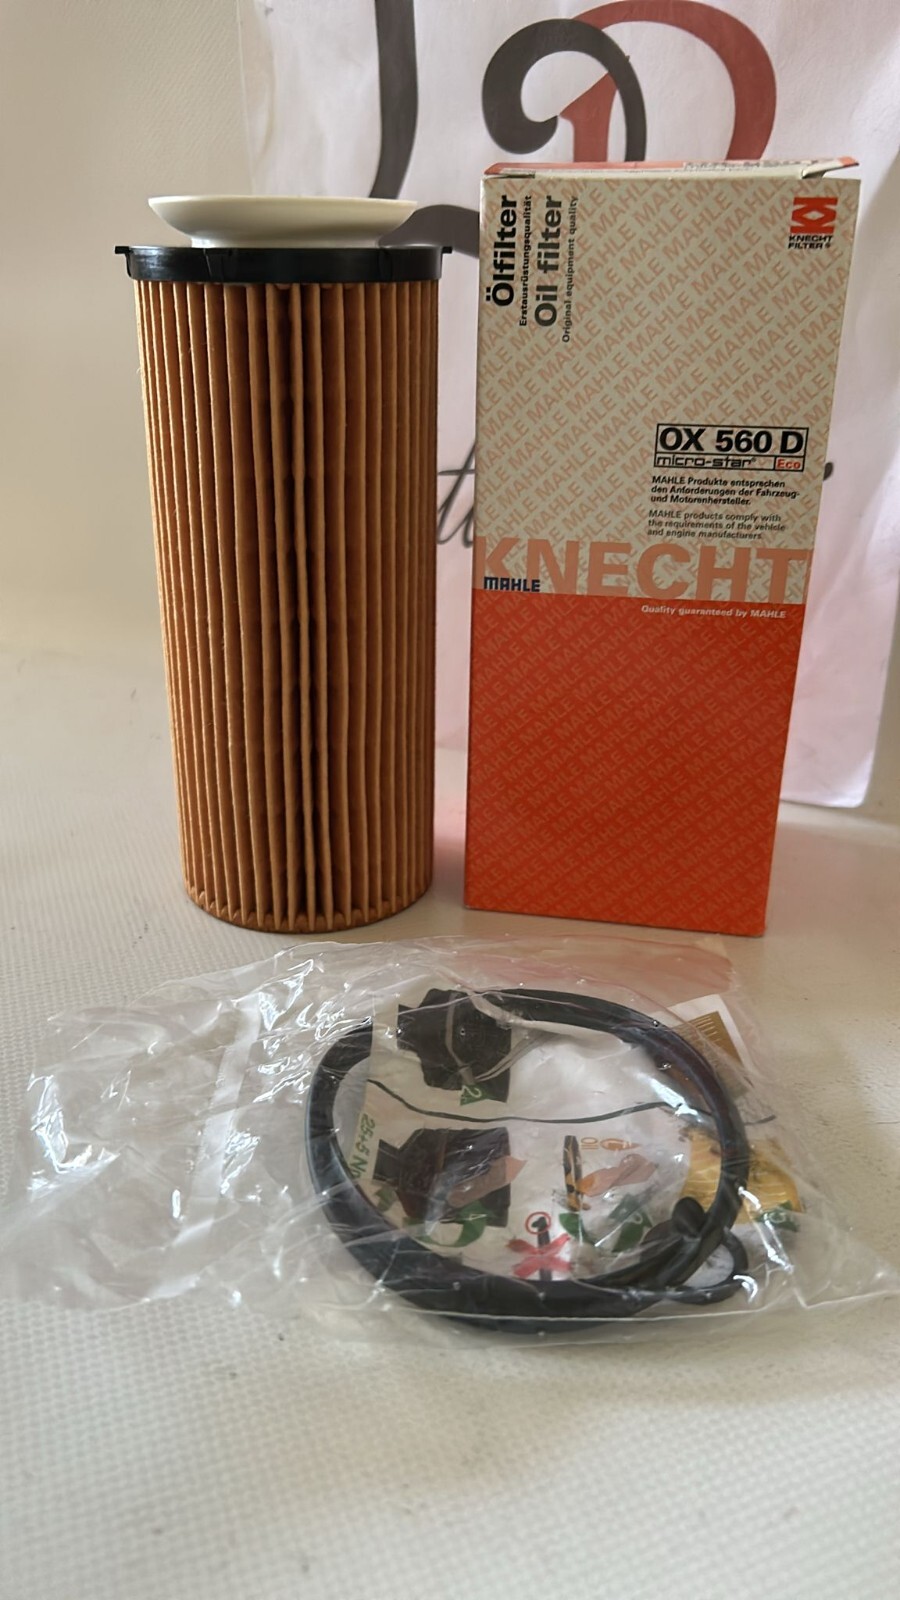 Ölfilter
Erstausrüstungsqualität
Oil filter
Original equipment quality
KNECHT
FILTER®
OX 560 D
micro-star® Eco
MAHLE Produkte entsprechen
den Anforderungen der Fahrzeug-
und Motorenhersteller.
MAHLE products comply with
the requirements of the vehicle
and engine manufacturers.
KNECHT
MAHLE
Quality guaranteed by MAHLE
25+5 N